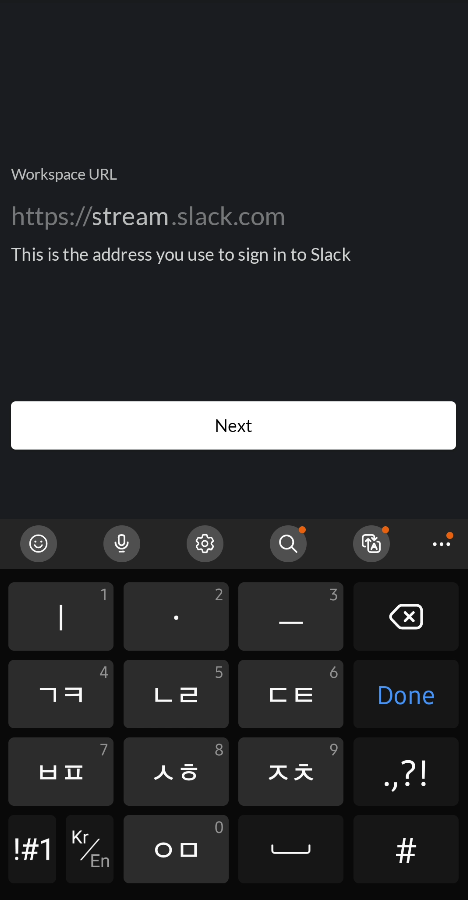 Workspace URL
https://stream.slack.com
This is the address you use to sign in to Slack
Next
ㅣ 1 · 2 ㅡ 3
ㄱㅋ 4 ㄴㄹ 5 ㄷㅌ 6 Done
ㅂㅍ 7 ㅅㅎ 8 ㅈㅊ 9 .,?!
!#1 Kr/En ㅇㅁ 0 #